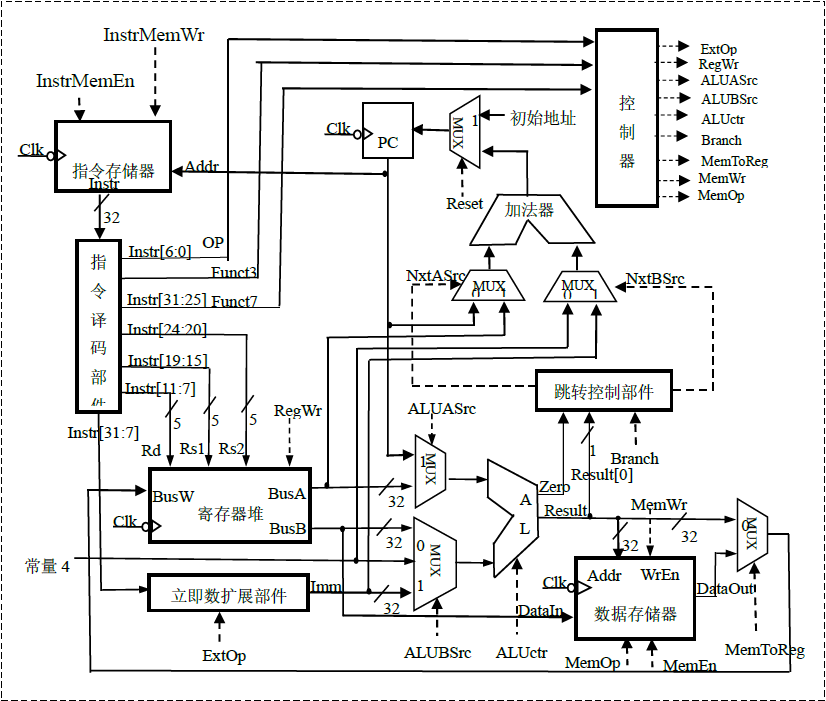 InstrMemWr
InstrMemEn
Clk
指令存储器
Instr
Addr
32
Clk
PC
MUX
1
初始地址
Reset
控
制
器
ExtOp
RegWr
ALUASrc
ALUBSrc
ALUctr
Branch
MemToReg
MemWr
MemOp
加法器
指
令
译
码
部
Instr[6:0]
OP
Funct3
Instr[31:25]
Funct7
Instr[24:20]
Instr[19:15]
Instr[11:7]
Instr[31:7]
NxtASrc
MUX
0
1
MUX
0
1
NxtBSrc
跳转控制部件
5
5
5
Rd
Rs1
Rs2
RegWr
ALUASrc
1
MUX
32
Zero
1
Result[0]
Branch
BusW
BusA
寄存器堆
BusB
Clk
32
A
L
Result
MemWr
32
32
0
MUX
常量 4
0
MUX
1
立即数扩展部件
Imm
32
Clk
Addr
WrEn
数据存储器
DataIn
DataOut
ExtOp
ALUBSrc
ALUctr
MemOp
MemEn
MemToReg